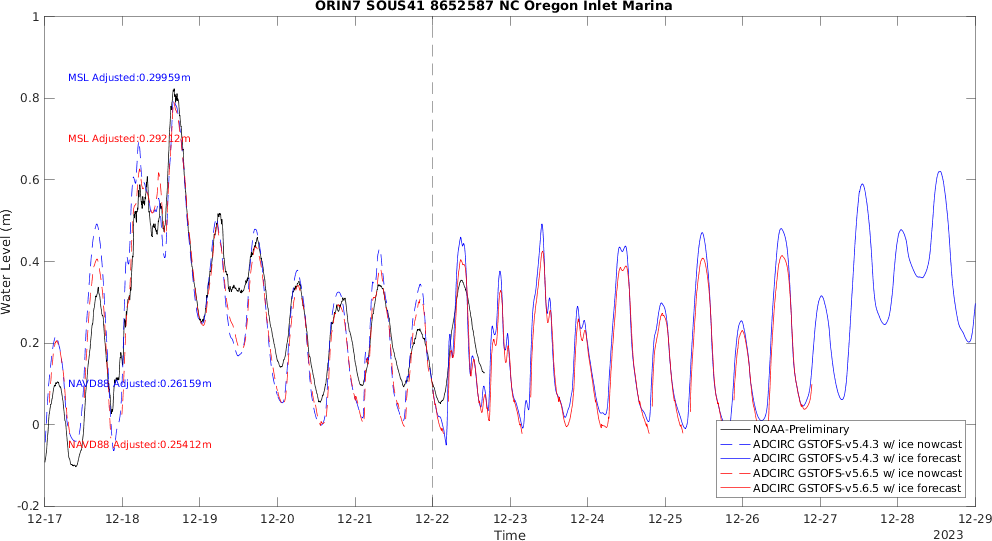 ORIN7 SOUS41 8652587 NC Oregon Inlet Marina
1
MSL Adjusted:0.29959m
0.8
MSL Adjusted:0.29212m
0.6
0.4
Water Level (m)
0.2
NAVD88 Adjusted:0.26159m
0
NAVD88 Adjusted:0.25412m
-0.2
NOAA-Preliminary
ADCIRC GSTOFS-v5.4.3 w/ ice nowcast
ADCIRC GSTOFS-v5.4.3 w/ ice forecast
ADCIRC GSTOFS-v5.6.5 w/ ice nowcast
ADCIRC GSTOFS-v5.6.5 w/ ice forecast
12-17 12-18 12-19 12-20 12-21 12-22 12-23 12-24 12-25 12-26 12-27 12-28 12-29
Time
2023